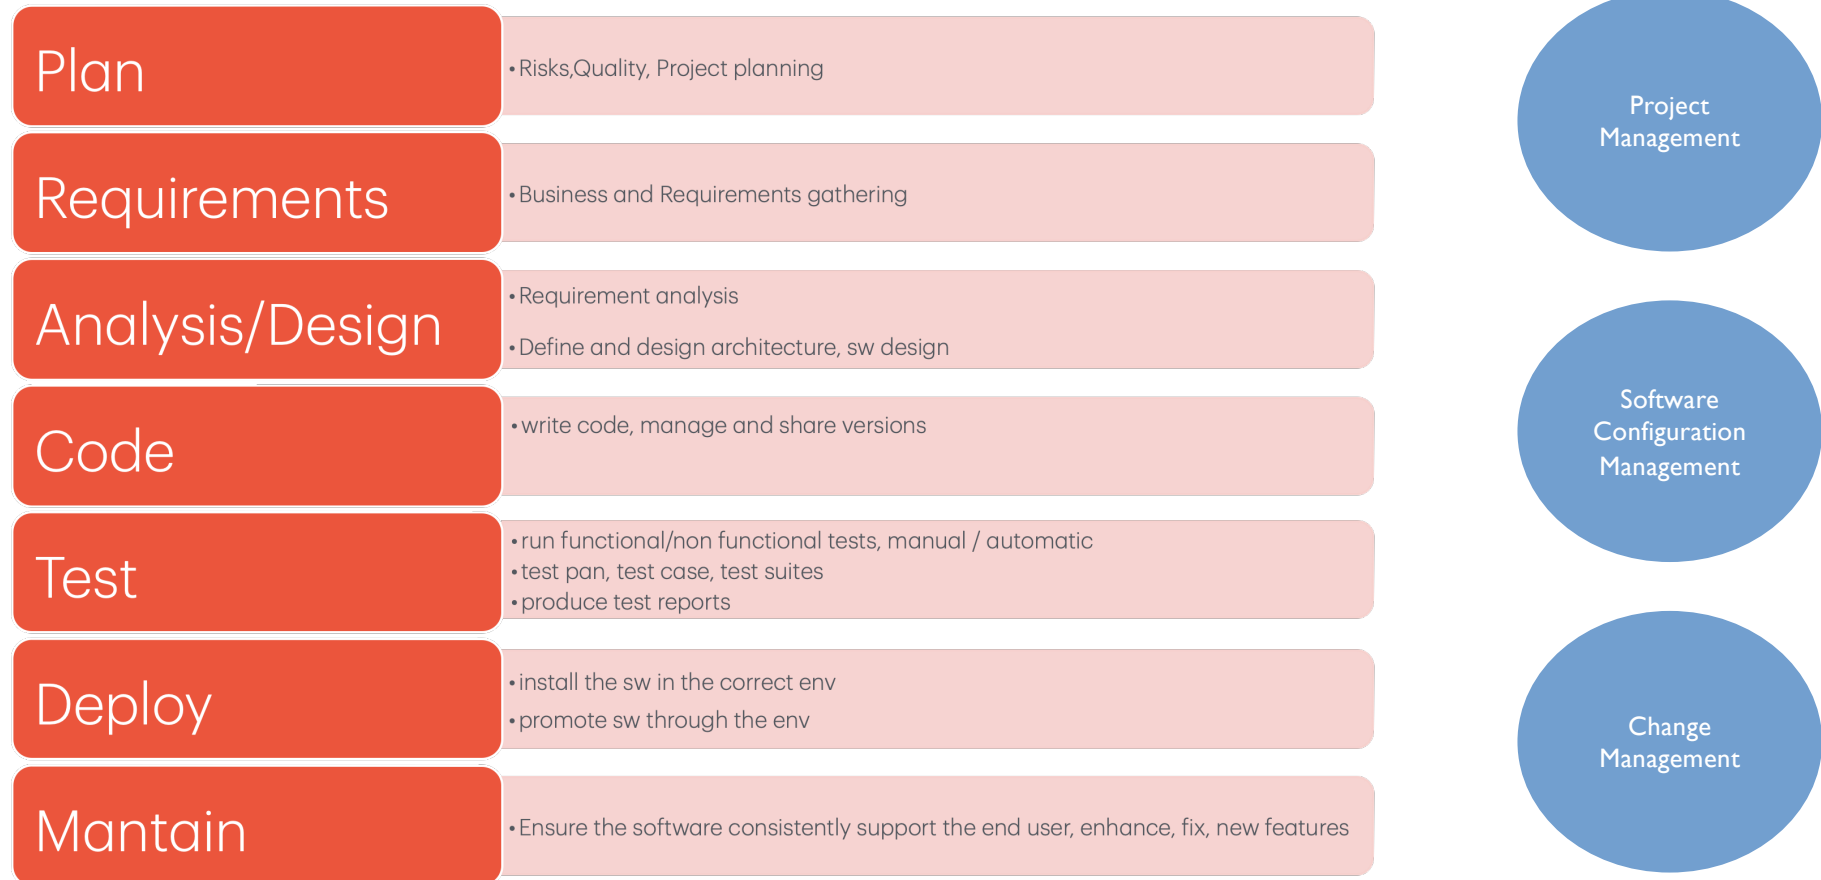 Plan
• Risks,Quality, Project planning
Requirements
• Business and Requirements gathering
Analysis/Design
• Requirement analysis
• Define and design architecture, sw design
Code
• write code, manage and share versions
Test
• run functional/non functional tests, manual / automatic
• test pan, test case, test suites
• produce test reports
Deploy
• install the sw in the correct env
• promote sw through the env
Mantain
• Ensure the software consistently support the end user, enhance, fix, new features
Project
Management
Software
Configuration
Management
Change
Management